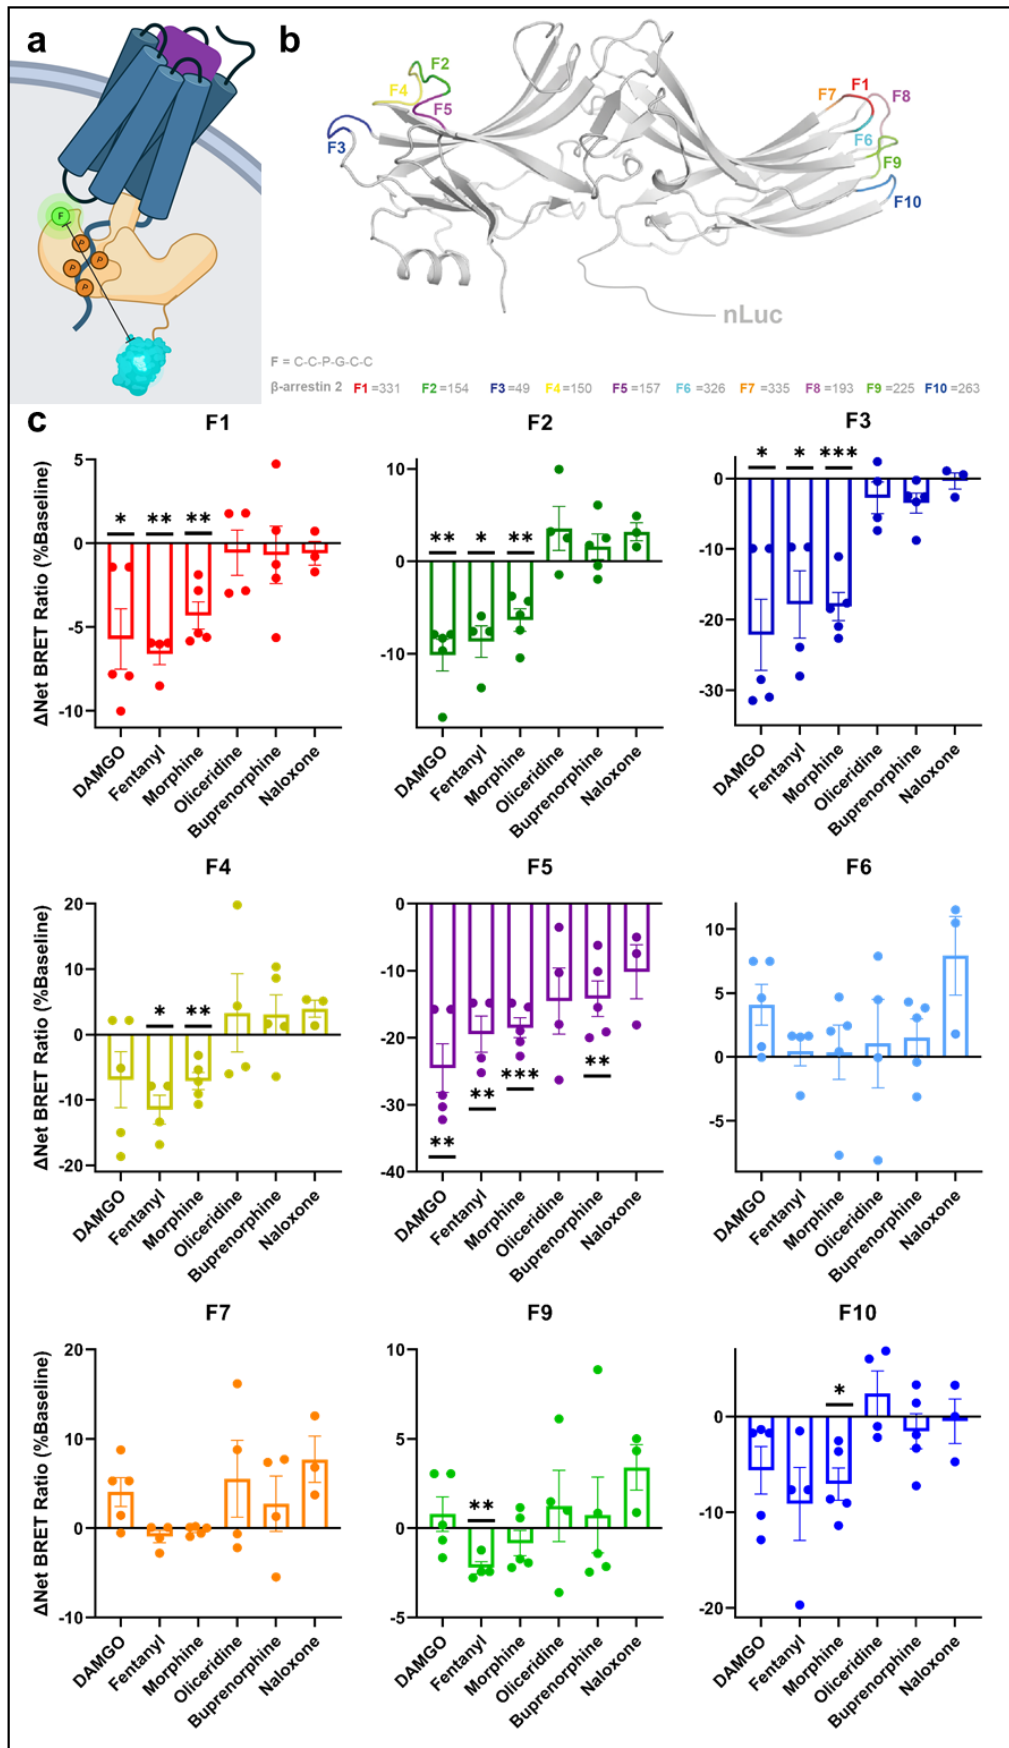 a
b
F
P
P
P
P
F2
F4
F5
F3
F7
F1
F8
F6
F9
F10
nLuc
F = C-C-P-G-C-C
β-arrestin 2 F1 =331 F2 =154 F3 =49 F4 =150 F5 =157 F6 =326 F7 =335 F8 =193 F9 =225 F10 =263
c
F1
ΔNet BRET Ratio (%Baseline)
5
0
-5
-10
* ** **
DAMGO
Fentanyl
Morphine
Oliceridine
Buprenorphine
Naloxone
F2
10
0
-10
** * **
DAMGO
Fentanyl
Morphine
Oliceridine
Buprenorphine
Naloxone
F3
0
-10
-20
-30
* * ***
DAMGO
Fentanyl
Morphine
Oliceridine
Buprenorphine
Naloxone
F4
ΔNet BRET Ratio (%Baseline)
20
10
0
-10
-20
* **
DAMGO
Fentanyl
Morphine
Oliceridine
Buprenorphine
Naloxone
F5
0
-10
-20
-30
-40
** ** *** **
DAMGO
Fentanyl
Morphine
Oliceridine
Buprenorphine
Naloxone
F6
10
5
0
-5
DAMGO
Fentanyl
Morphine
Oliceridine
Buprenorphine
Naloxone
F7
ΔNet BRET Ratio (%Baseline)
20
10
0
-10
DAMGO
Fentanyl
Morphine
Oliceridine
Buprenorphine
Naloxone
F9
10
5
0
-5
**
DAMGO
Fentanyl
Morphine
Oliceridine
Buprenorphine
Naloxone
F10
0
-10
-20
*
DAMGO
Fentanyl
Morphine
Oliceridine
Buprenorphine
Naloxone